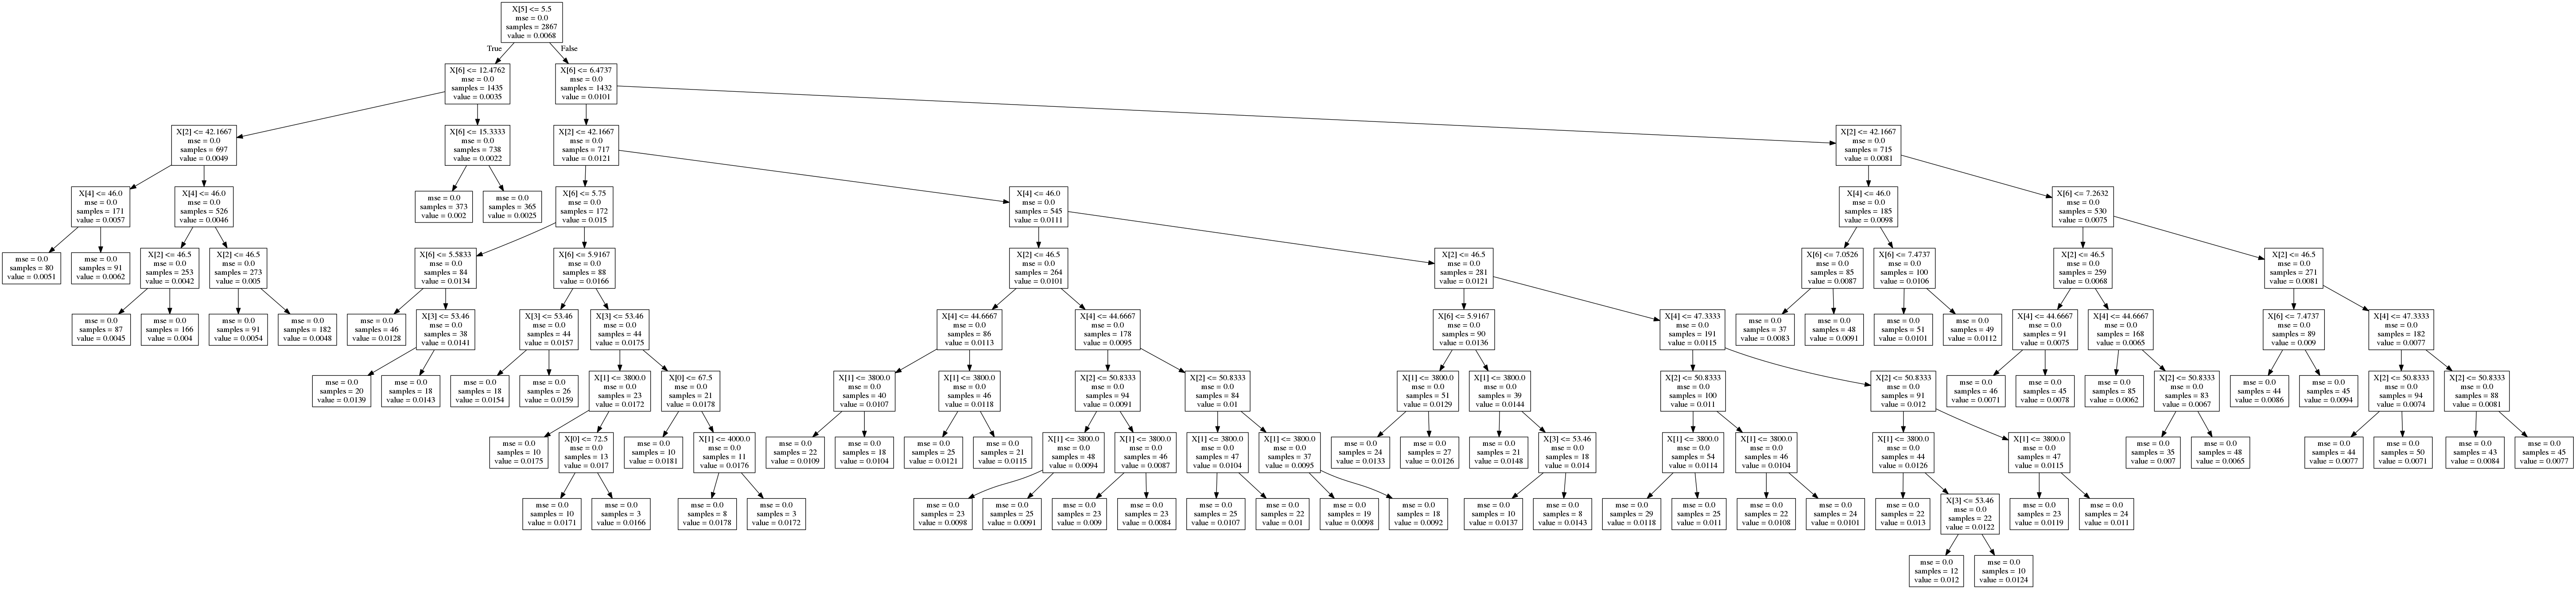 X[5] <= 5.5
mse = 0.0
samples = 2867
value = 0.0068
True
False
X[6] <= 12.4762
mse = 0.0
samples = 1435
value = 0.0035
X[6] <= 6.4737
mse = 0.0
samples = 1432
value = 0.0101
X[2] <= 42.1667
mse = 0.0
samples = 697
value = 0.0049
X[6] <= 15.3333
mse = 0.0
samples = 738
value = 0.0022
X[2] <= 42.1667
mse = 0.0
samples = 717
value = 0.0121
X[2] <= 42.1667
mse = 0.0
samples = 715
value = 0.0081
X[4] <= 46.0
mse = 0.0
samples = 171
value = 0.0057
X[4] <= 46.0
mse = 0.0
samples = 526
value = 0.0046
mse = 0.0
samples = 373
value = 0.002
mse = 0.0
samples = 365
value = 0.0025
X[6] <= 5.75
mse = 0.0
samples = 172
value = 0.015
X[4] <= 46.0
mse = 0.0
samples = 545
value = 0.0111
X[4] <= 46.0
mse = 0.0
samples = 185
value = 0.0098
X[6] <= 7.2632
mse = 0.0
samples = 530
value = 0.0075
mse = 0.0
samples = 80
value = 0.0051
mse = 0.0
samples = 91
value = 0.0062
X[2] <= 46.5
mse = 0.0
samples = 253
value = 0.0042
X[2] <= 46.5
mse = 0.0
samples = 273
value = 0.005
X[6] <= 5.5833
mse = 0.0
samples = 84
value = 0.0134
X[6] <= 5.9167
mse = 0.0
samples = 88
value = 0.0166
X[2] <= 46.5
mse = 0.0
samples = 264
value = 0.0101
X[2] <= 46.5
mse = 0.0
samples = 281
value = 0.0121
X[6] <= 7.0526
mse = 0.0
samples = 85
value = 0.0087
X[6] <= 7.4737
mse = 0.0
samples = 100
value = 0.0106
X[2] <= 46.5
mse = 0.0
samples = 259
value = 0.0068
X[2] <= 46.5
mse = 0.0
samples = 271
value = 0.0081
mse = 0.0
samples = 87
value = 0.0045
mse = 0.0
samples = 166
value = 0.004
mse = 0.0
samples = 91
value = 0.0054
mse = 0.0
samples = 182
value = 0.0048
mse = 0.0
samples = 46
value = 0.0128
X[3] <= 53.46
mse = 0.0
samples = 38
value = 0.0141
X[3] <= 53.46
mse = 0.0
samples = 44
value = 0.0157
X[3] <= 53.46
mse = 0.0
samples = 44
value = 0.0175
X[4] <= 44.6667
mse = 0.0
samples = 86
value = 0.0113
X[4] <= 44.6667
mse = 0.0
samples = 178
value = 0.0095
X[6] <= 5.9167
mse = 0.0
samples = 90
value = 0.0136
X[4] <= 47.3333
mse = 0.0
samples = 191
value = 0.0115
mse = 0.0
samples = 37
value = 0.0083
mse = 0.0
samples = 48
value = 0.0091
mse = 0.0
samples = 51
value = 0.0101
mse = 0.0
samples = 49
value = 0.0112
X[4] <= 44.6667
mse = 0.0
samples = 91
value = 0.0075
X[4] <= 44.6667
mse = 0.0
samples = 168
value = 0.0065
X[6] <= 7.4737
mse = 0.0
samples = 89
value = 0.009
X[4] <= 47.3333
mse = 0.0
samples = 182
value = 0.0077
mse = 0.0
samples = 20
value = 0.0139
mse = 0.0
samples = 18
value = 0.0143
mse = 0.0
samples = 18
value = 0.0154
mse = 0.0
samples = 26
value = 0.0159
X[1] <= 3800.0
mse = 0.0
samples = 23
value = 0.0172
X[0] <= 67.5
mse = 0.0
samples = 21
value = 0.0178
X[1] <= 3800.0
mse = 0.0
samples = 40
value = 0.0107
X[1] <= 3800.0
mse = 0.0
samples = 46
value = 0.0118
X[2] <= 50.8333
mse = 0.0
samples = 94
value = 0.0091
X[2] <= 50.8333
mse = 0.0
samples = 84
value = 0.01
X[1] <= 3800.0
mse = 0.0
samples = 51
value = 0.0129
X[1] <= 3800.0
mse = 0.0
samples = 39
value = 0.0144
X[2] <= 50.8333
mse = 0.0
samples = 100
value = 0.011
X[2] <= 50.8333
mse = 0.0
samples = 91
value = 0.012
mse = 0.0
samples = 46
value = 0.0071
mse = 0.0
samples = 45
value = 0.0078
mse = 0.0
samples = 85
value = 0.0062
X[2] <= 50.8333
mse = 0.0
samples = 83
value = 0.0067
mse = 0.0
samples = 44
value = 0.0086
mse = 0.0
samples = 45
value = 0.0094
X[2] <= 50.8333
mse = 0.0
samples = 94
value = 0.0074
X[2] <= 50.8333
mse = 0.0
samples = 88
value = 0.0081
mse = 0.0
samples = 10
value = 0.0175
X[0] <= 72.5
mse = 0.0
samples = 13
value = 0.017
mse = 0.0
samples = 10
value = 0.0181
X[1] <= 4000.0
mse = 0.0
samples = 11
value = 0.0176
mse = 0.0
samples = 22
value = 0.0109
mse = 0.0
samples = 18
value = 0.0104
mse = 0.0
samples = 25
value = 0.0121
mse = 0.0
samples = 21
value = 0.0115
X[1] <= 3800.0
mse = 0.0
samples = 48
value = 0.0094
X[1] <= 3800.0
mse = 0.0
samples = 46
value = 0.0087
X[1] <= 3800.0
mse = 0.0
samples = 47
value = 0.0104
X[1] <= 3800.0
mse = 0.0
samples = 37
value = 0.0095
mse = 0.0
samples = 24
value = 0.0133
mse = 0.0
samples = 27
value = 0.0126
mse = 0.0
samples = 21
value = 0.0148
X[3] <= 53.46
mse = 0.0
samples = 18
value = 0.014
X[1] <= 3800.0
mse = 0.0
samples = 54
value = 0.0114
X[1] <= 3800.0
mse = 0.0
samples = 46
value = 0.0104
X[1] <= 3800.0
mse = 0.0
samples = 44
value = 0.0126
X[1] <= 3800.0
mse = 0.0
samples = 47
value = 0.0115
mse = 0.0
samples = 35
value = 0.007
mse = 0.0
samples = 48
value = 0.0065
mse = 0.0
samples = 44
value = 0.0077
mse = 0.0
samples = 50
value = 0.0071
mse = 0.0
samples = 43
value = 0.0084
mse = 0.0
samples = 45
value = 0.0077
mse = 0.0
samples = 10
value = 0.0171
mse = 0.0
samples = 3
value = 0.0166
mse = 0.0
samples = 8
value = 0.0178
mse = 0.0
samples = 3
value = 0.0172
mse = 0.0
samples = 23
value = 0.0098
mse = 0.0
samples = 25
value = 0.0091
mse = 0.0
samples = 23
value = 0.009
mse = 0.0
samples = 23
value = 0.0084
mse = 0.0
samples = 25
value = 0.0107
mse = 0.0
samples = 22
value = 0.01
mse = 0.0
samples = 19
value = 0.0098
mse = 0.0
samples = 18
value = 0.0092
mse = 0.0
samples = 10
value = 0.0137
mse = 0.0
samples = 8
value = 0.0143
mse = 0.0
samples = 29
value = 0.0118
mse = 0.0
samples = 25
value = 0.011
mse = 0.0
samples = 22
value = 0.0108
mse = 0.0
samples = 24
value = 0.0101
mse = 0.0
samples = 22
value = 0.013
X[3] <= 53.46
mse = 0.0
samples = 22
value = 0.0122
mse = 0.0
samples = 23
value = 0.0119
mse = 0.0
samples = 24
value = 0.011
mse = 0.0
samples = 12
value = 0.012
mse = 0.0
samples = 10
value = 0.0124